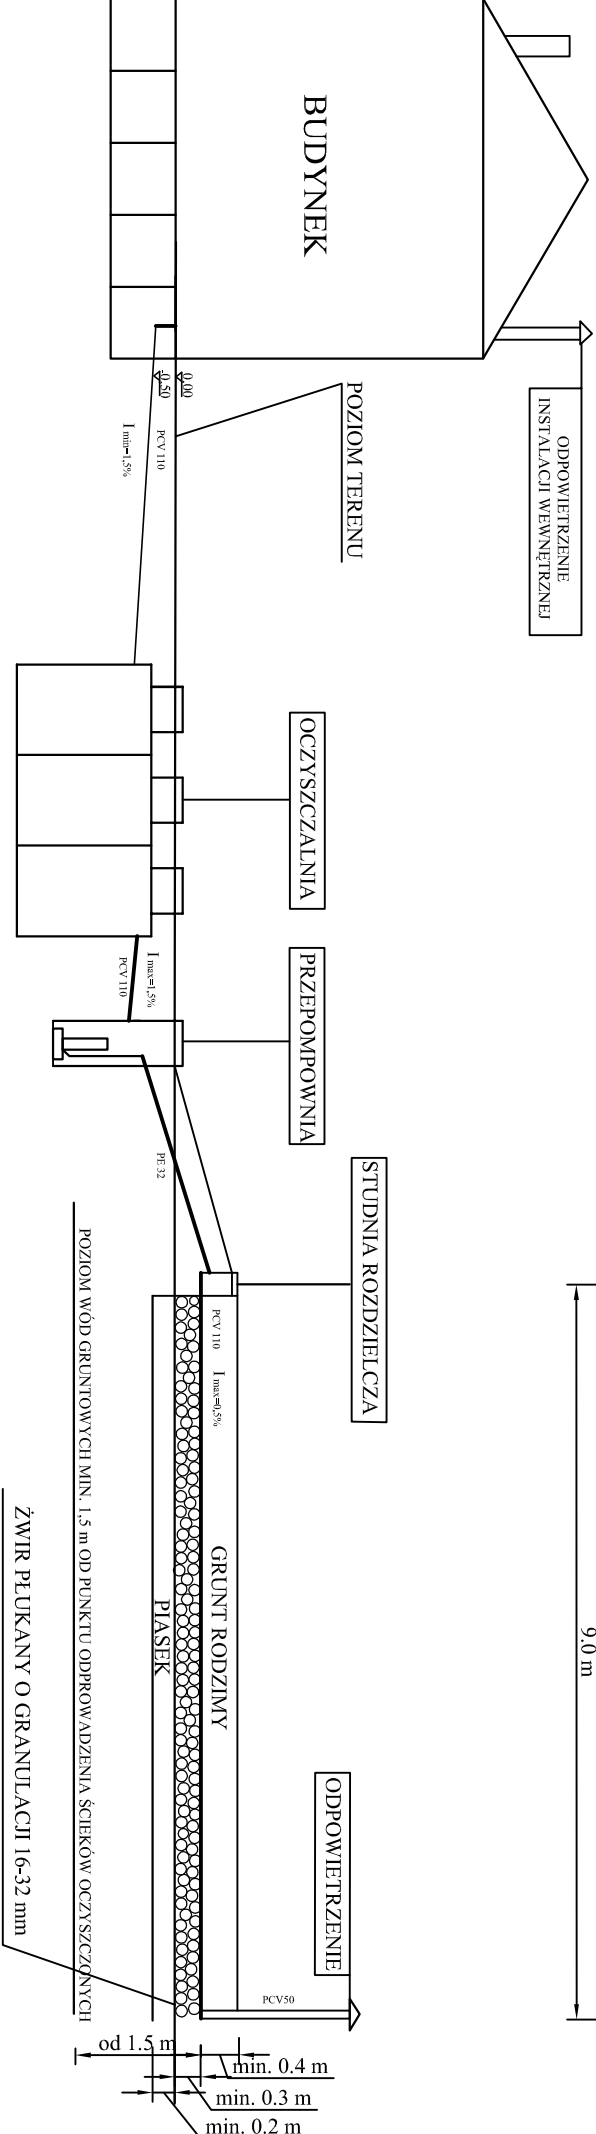 BUDYNEK
ODPOWIETRZENIE
INSTALACJI WEWNĘTRZNEJ
0,00
-0,50
POZIOM TERENU
PCV 110
I min=1,5%
OCZYSZCZALNIA
I max=1,5%
PCV 110
PRZEPOMPOWNIA
PE 32
STUDNIA ROZDZIELCZA
PCV 110
I max=0,5%
9.0 m
GRUNT RODZIMY
PIASEK
POZIOM WÓD GRUNTOWYCH MIN. 1,5 m OD PUNKTU ODPROWADZENIA ŚCIEKÓW OCZYSZCZONYCH
ŻWIR PŁUKANY O GRANULACJI 16-32 mm
ODPOWIETRZENIE
PCV50
od 1.5 m
min. 0.4 m
min. 0.3 m
min. 0.2 m